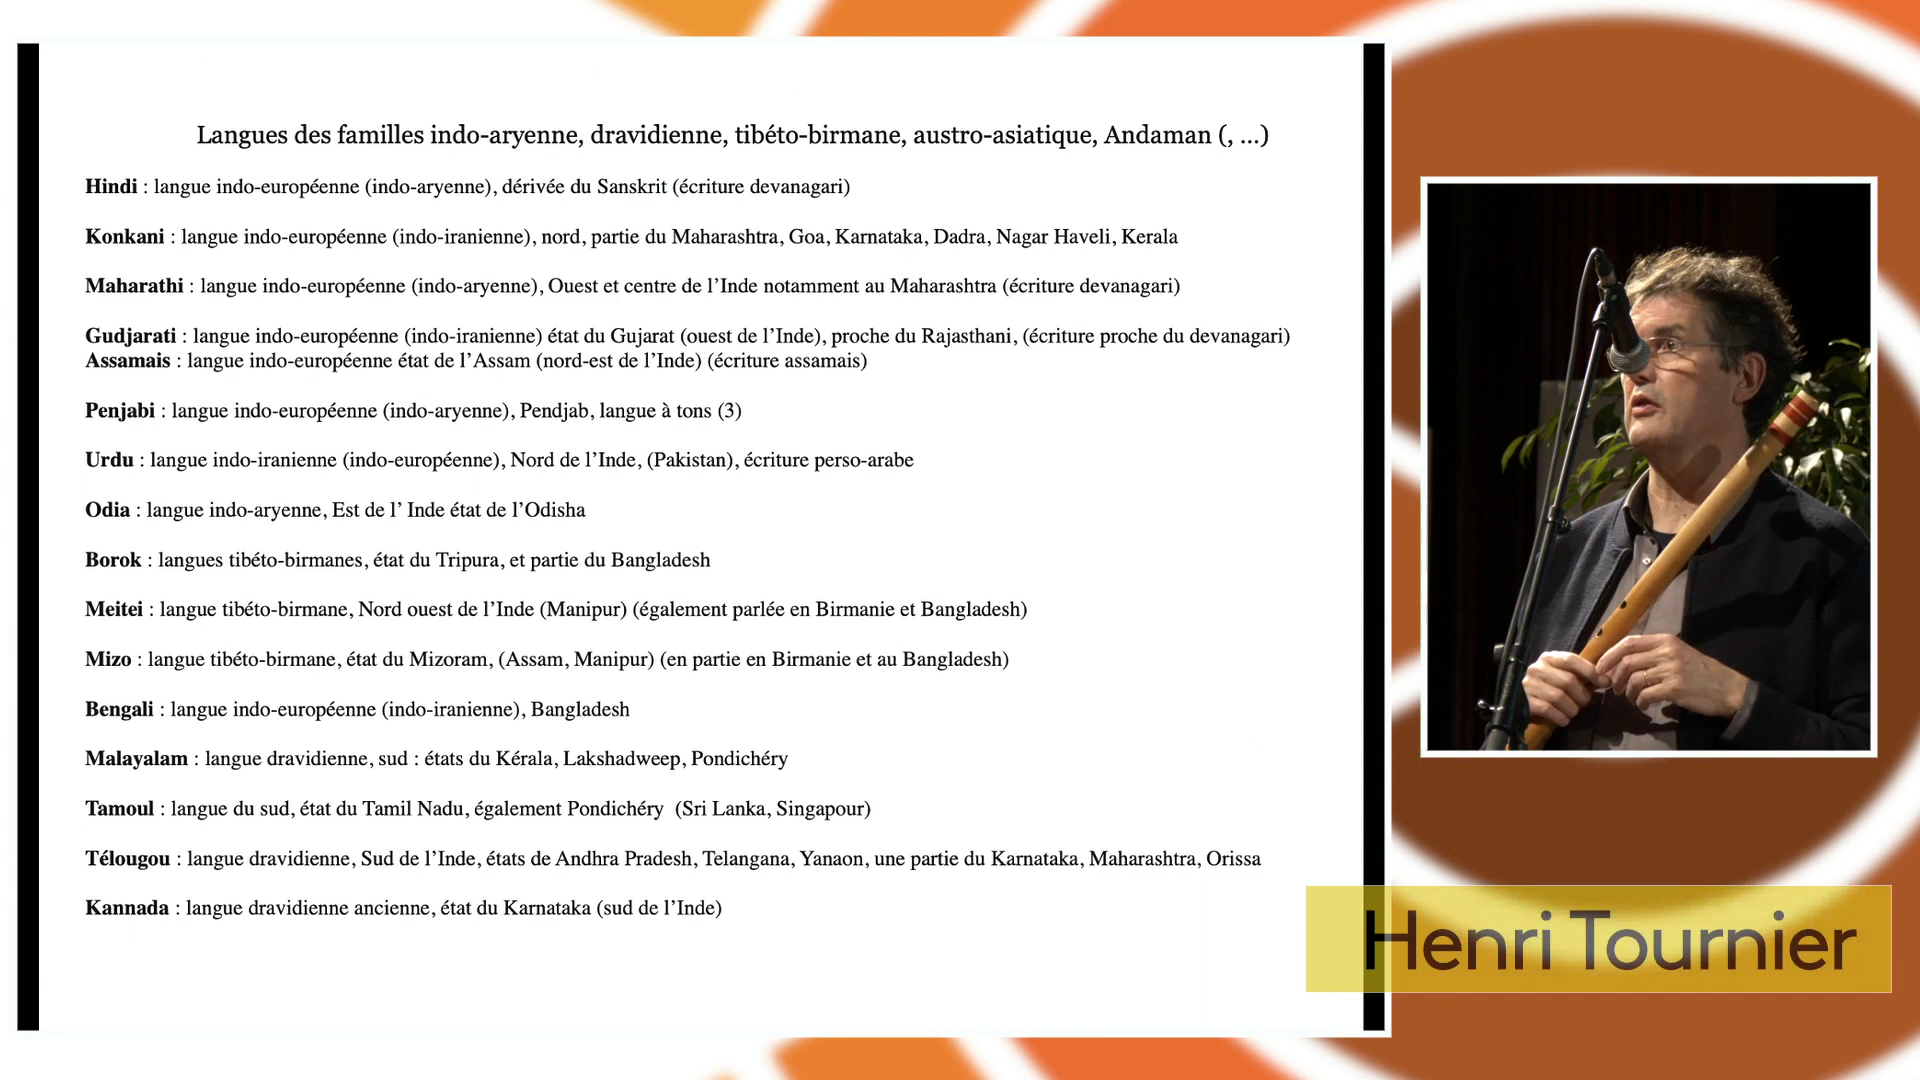 Langues des familles indo-aryenne, dravidienne, tibéto-birmane, austro-asiatique, Andaman (, ...)
Hindi : langue indo-européenne (indo-aryenne), dérivée du Sanskrit (écriture devanagari)
Konkani : langue indo-européenne (indo-iranienne), nord, partie du Maharashtra, Goa, Karnataka, Dadra, Nagar Haveli, Kerala
Maharathi : langue indo-européenne (indo-aryenne), Ouest et centre de l’Inde notamment au Maharashtra (écriture devanagari)
Gudjarati : langue indo-européenne (indo-iranienne) état du Gujarat (ouest de l’Inde), proche du Rajasthani, (écriture proche du devanagari)
Assamais : langue indo-européenne état de l’Assam (nord-est de l’Inde) (écriture assamais)
Penjabi : langue indo-européenne (indo-aryenne), Pendjab, langue à tons (3)
Urdu : langue indo-iranienne (indo-européenne), Nord de l’Inde, (Pakistan), écriture perso-arabe
Odia : langue indo-aryenne, Est de l’ Inde état de l’Odisha
Borok : langues tibéto-birmanes, état du Tripura, et partie du Bangladesh
Meitei : langue tibéto-birmane, Nord ouest de l’Inde (Manipur) (également parlée en Birmanie et Bangladesh)
Mizo : langue tibéto-birmane, état du Mizoram, (Assam, Manipur) (en partie en Birmanie et au Bangladesh)
Bengali : langue indo-européenne (indo-iranienne), Bangladesh
Malayalam : langue dravidienne, sud : états du Kérala, Lakshadweep, Pondichéry
Tamoul : langue du sud, état du Tamil Nadu, également Pondichéry  (Sri Lanka, Singapour)
Télougou : langue dravidienne, Sud de l’Inde, états de Andhra Pradesh, Telangana, Yanaon, une partie du Karnataka, Maharashtra, Orissa
Kannada : langue dravidienne ancienne, état du Karnataka (sud de l’Inde)
Henri Tournier